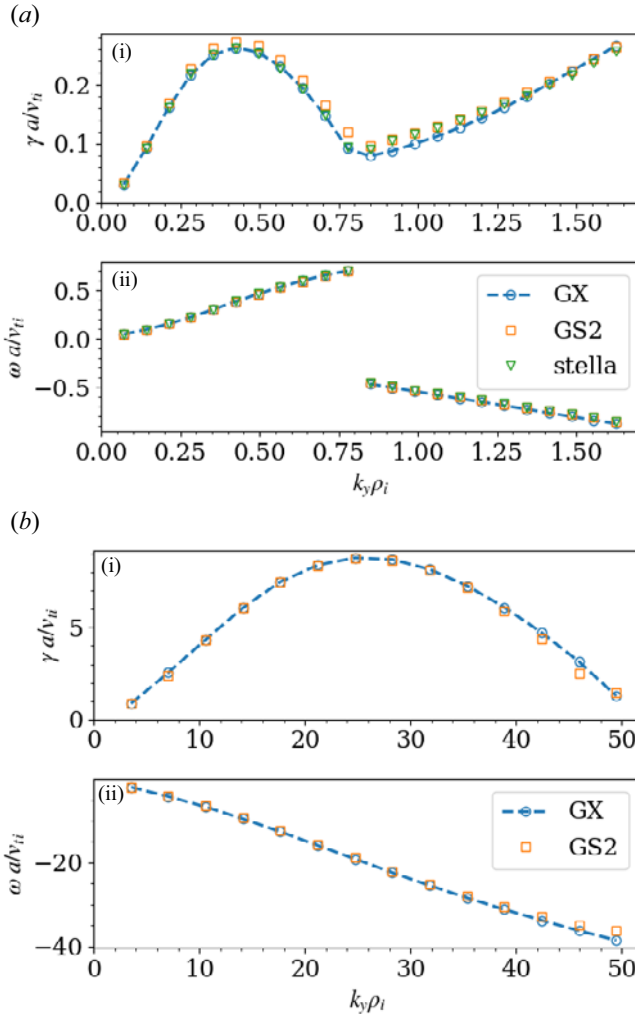 (a)
(i)
0.2
0.1
0.0
γ a/v_ti
0.00 0.25 0.50 0.75 1.00 1.25 1.50
(ii)
0.5
0.0
−0.5
ω a/v_ti
GX
GS2
stella
0.00 0.25 0.50 0.75 1.00 1.25 1.50
k_yρ_i
(b)
(i)
5
0
γ a/v_ti
0 10 20 30 40 50
(ii)
−20
−40
ω a/v_ti
GX
GS2
0 10 20 30 40 50
k_yρ_i